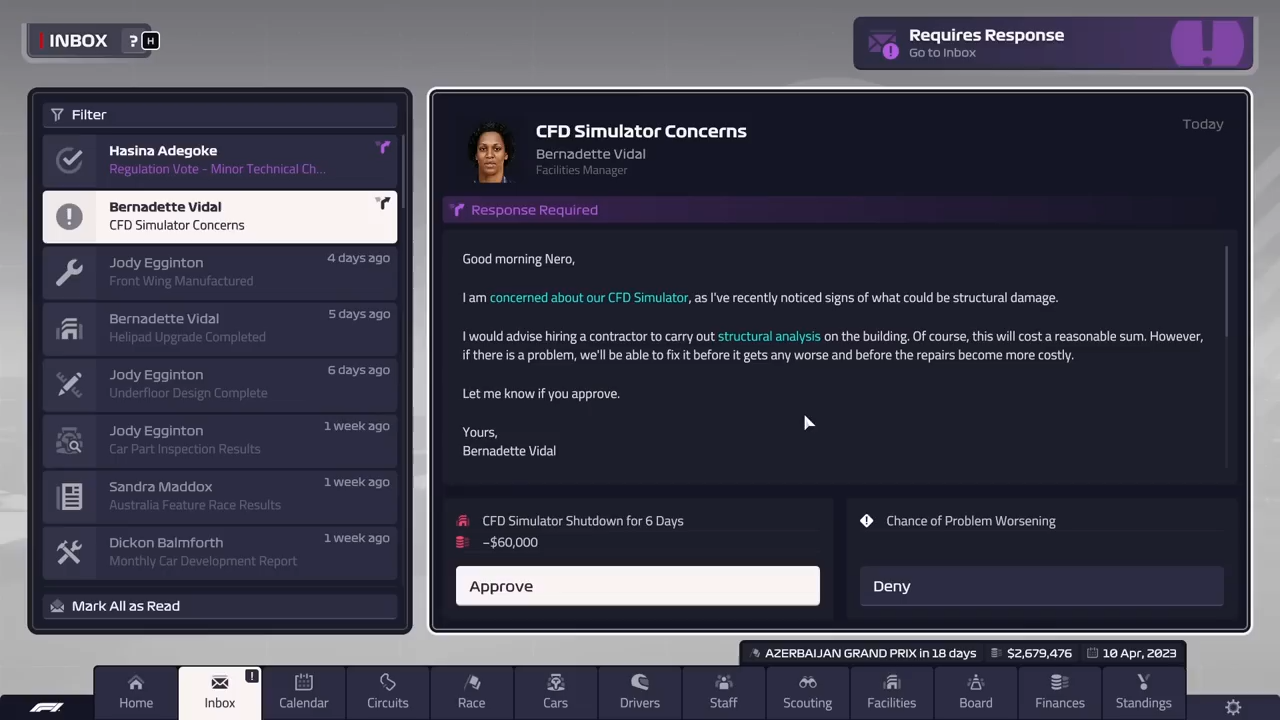 INBOX
? H
Requires Response
Go to Inbox
Filter
Hasina Adegoke
Regulation Vote - Minor Technical Ch...
Bernadette Vidal
CFD Simulator Concerns
Jody Egginton
4 days ago
Front Wing Manufactured
Bernadette Vidal
5 days ago
Helipad Upgrade Completed
Jody Egginton
6 days ago
Underfloor Design Complete
Jody Egginton
1 week ago
Car Part Inspection Results
Sandra Maddox
1 week ago
Australia Feature Race Results
Dickon Balmforth
1 week ago
Monthly Car Development Report
Mark All as Read
CFD Simulator Concerns
Today
Bernadette Vidal
Facilities Manager
Response Required
Good morning Nero,
I am concerned about our CFD Simulator, as I've recently noticed signs of what could be structural damage.
I would advise hiring a contractor to carry out structural analysis on the building. Of course, this will cost a reasonable sum. However,
if there is a problem, we'll be able to fix it before it gets any worse and before the repairs become more costly.
Let me know if you approve.
Yours,
Bernadette Vidal
CFD Simulator Shutdown for 6 Days
−$60,000
Approve
Chance of Problem Worsening
Deny
AZERBAIJAN GRAND PRIX in 18 days
$2,679,476
10 Apr, 2023
Home
Inbox
Calendar
Circuits
Race
Cars
Drivers
Staff
Scouting
Facilities
Board
Finances
Standings